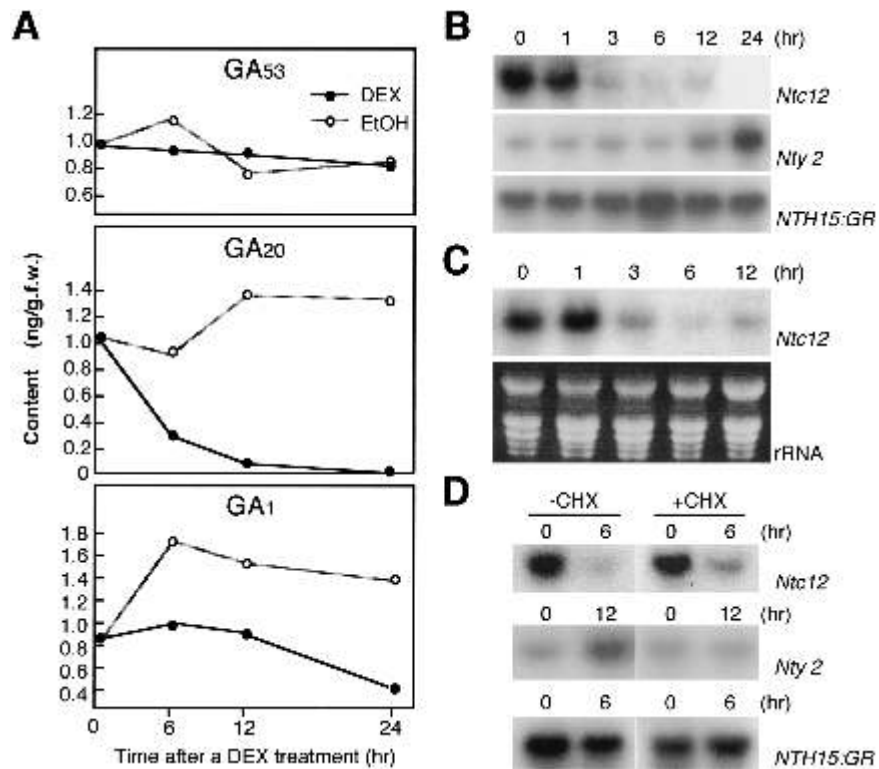 A
GA53
DEX
EtOH
1.2
1.0
0.8
0.6
GA20
1.4
1.2
1.0
0.8
0.6
0.4
0.2
0
GA1
1.8
1.6
1.4
1.2
1.0
0.8
0.6
0.4
0 6 12 24
Time after a DEX treatment (hr)
Content (ng/g.f.w.)
B
0 1 3 6 12 24 (hr)
Ntc12
Nty 2
NTH15:GR
C
0 1 3 6 12 (hr)
Ntc12
rRNA
D
-CHX +CHX
0 6 0 6 (hr)
Ntc12
0 12 0 12 (hr)
Nty 2
0 6 0 6 (hr)
NTH15:GR